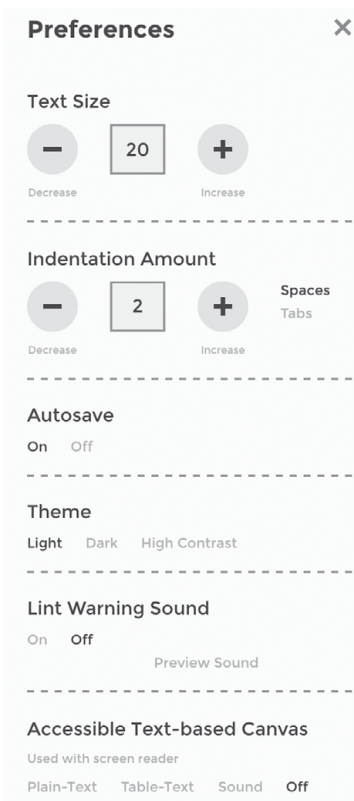 Preferences
Text Size
20
Decrease Increase
Indentation Amount
2 Spaces
Tabs
Decrease Increase
Autosave
On Off
Theme
Light Dark High Contrast
Lint Warning Sound
On Off
Preview Sound
Accessible Text-based Canvas
Used with screen reader
Plain-Text Table-Text Sound Off